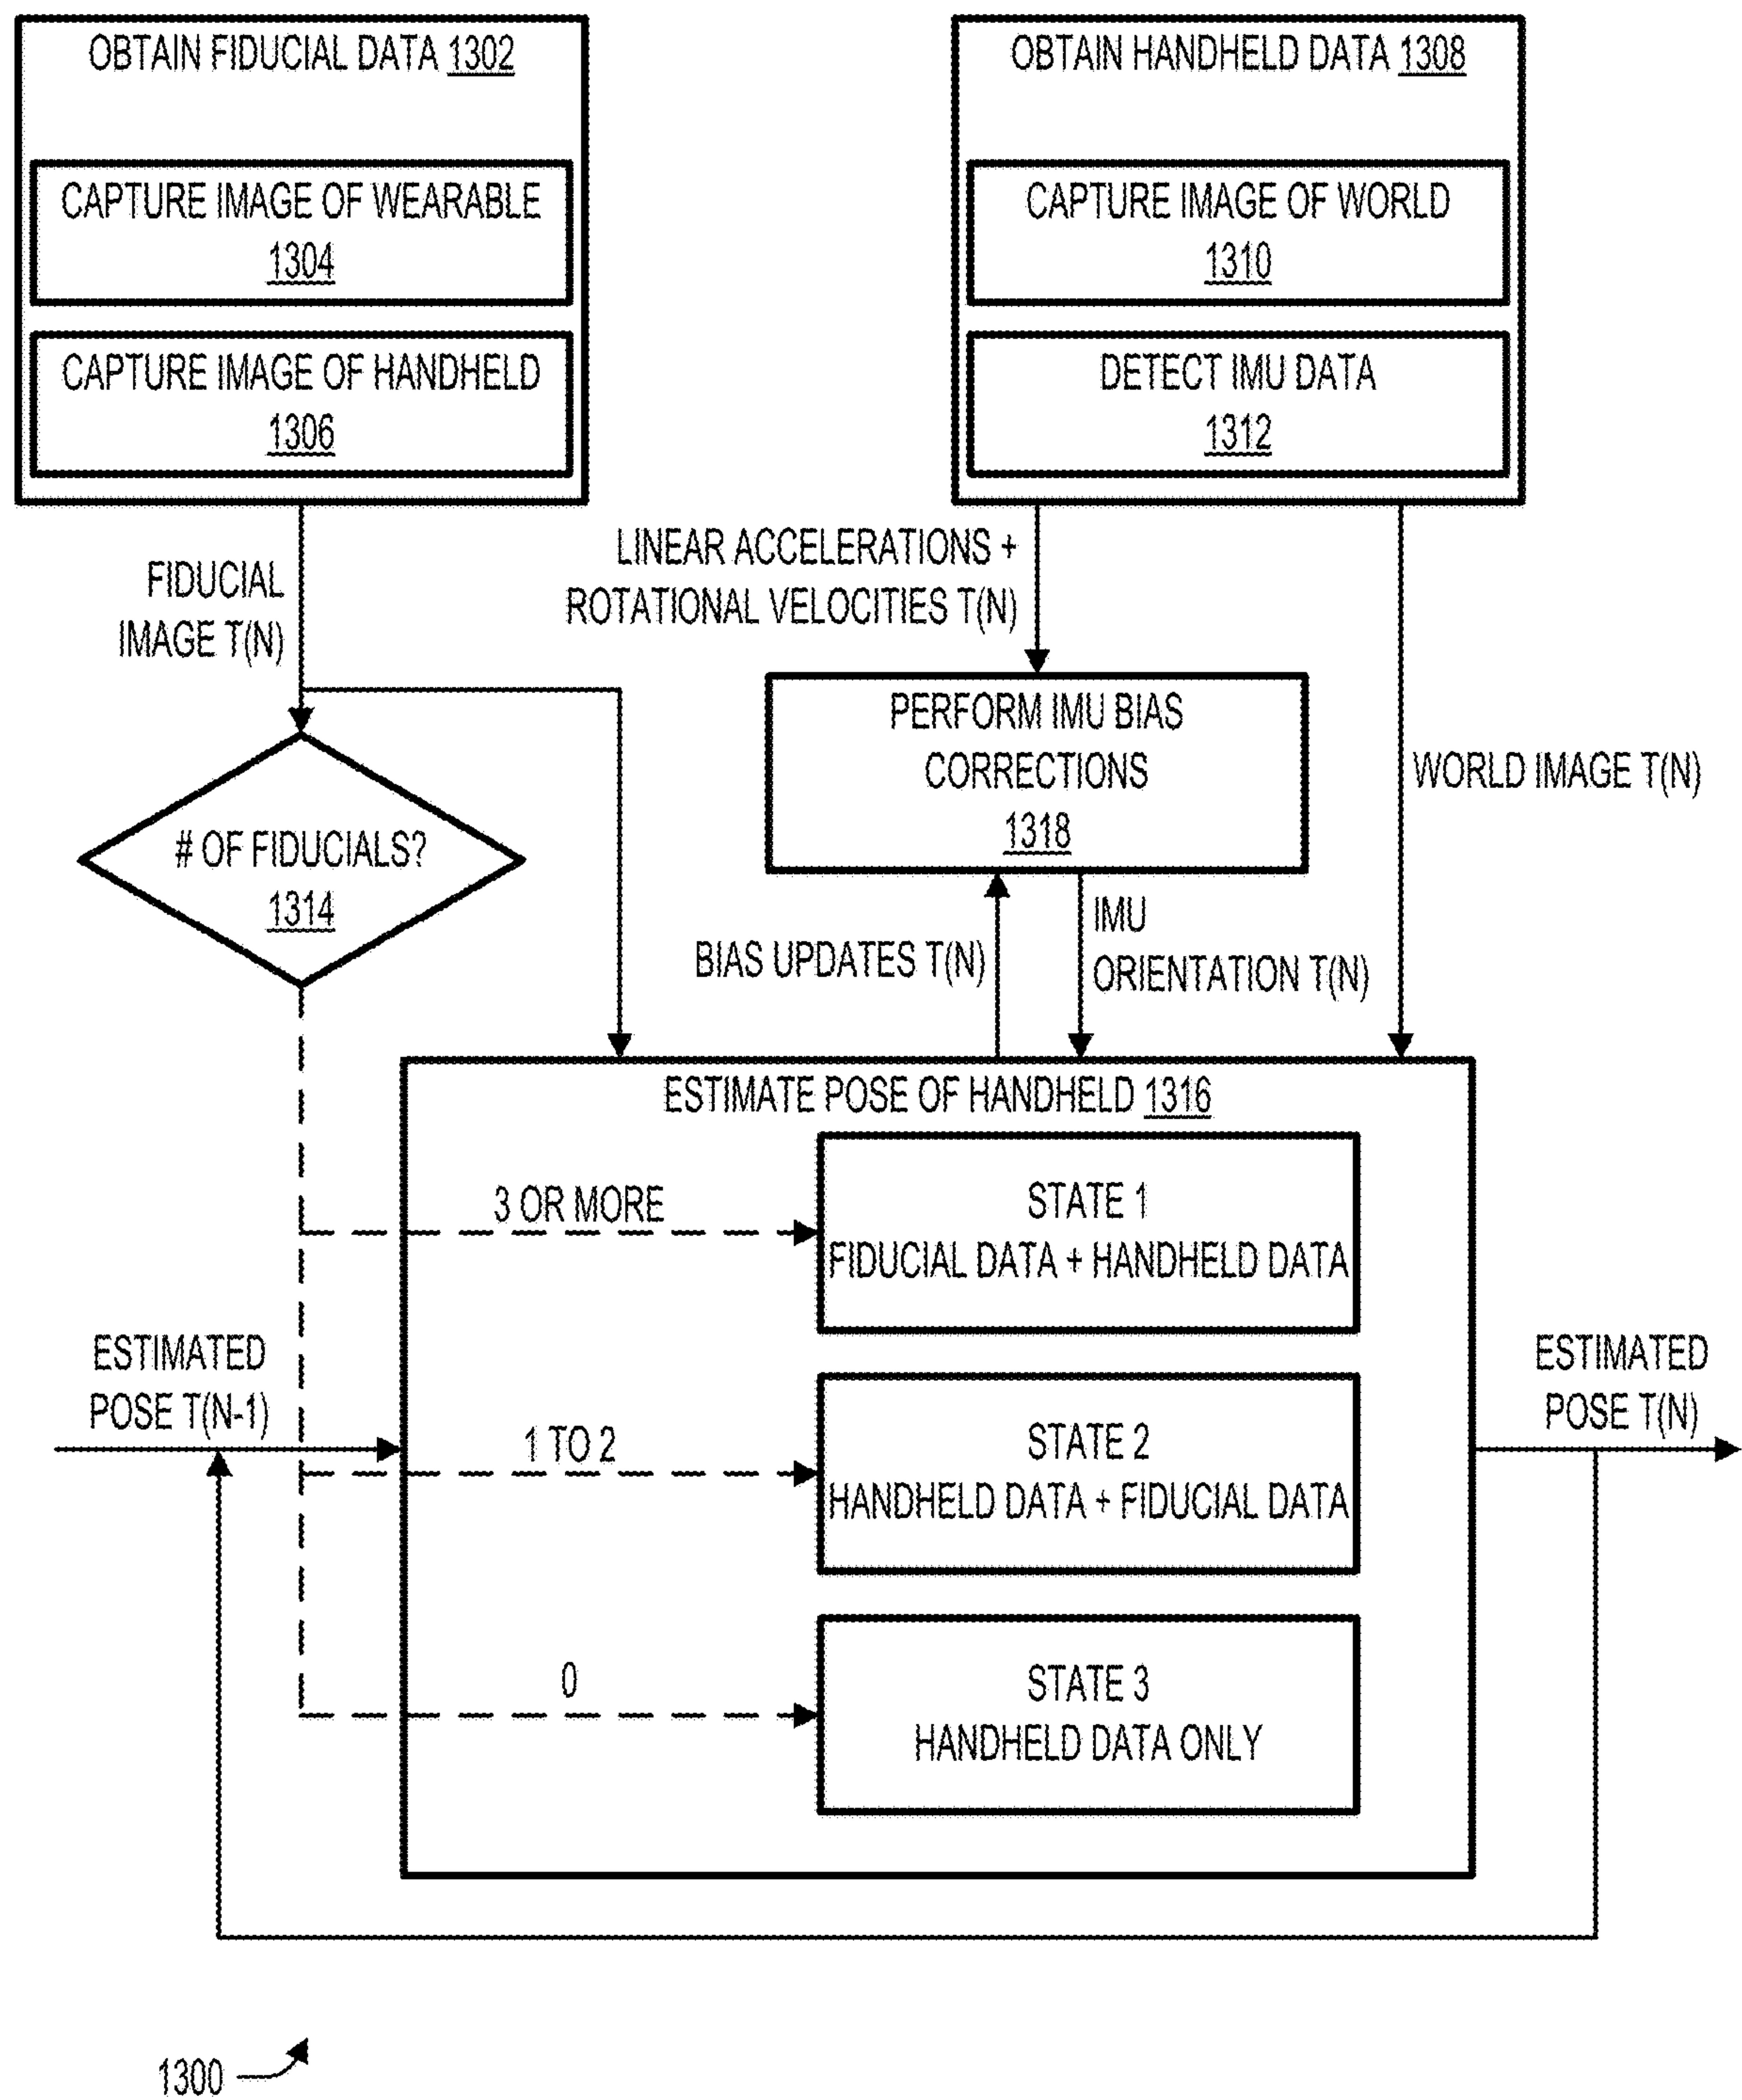 OBTAIN FIDUCIAL DATA 1302
CAPTURE IMAGE OF WEARABLE
1304
CAPTURE IMAGE OF HANDHELD
1306
OBTAIN HANDHELD DATA 1308
CAPTURE IMAGE OF WORLD
1310
DETECT IMU DATA
1312
FIDUCIAL
IMAGE T(N)
LINEAR ACCELERATIONS +
ROTATIONAL VELOCITIES T(N)
PERFORM IMU BIAS
CORRECTIONS
1318
WORLD IMAGE T(N)
# OF FIDUCIALS?
1314
BIAS UPDATES T(N)
IMU
ORIENTATION T(N)
ESTIMATE POSE OF HANDHELD 1316
3 OR MORE
STATE 1
FIDUCIAL DATA + HANDHELD DATA
ESTIMATED
POSE T(N-1)
1 TO 2
STATE 2
HANDHELD DATA + FIDUCIAL DATA
ESTIMATED
POSE T(N)
0
STATE 3
HANDHELD DATA ONLY
1300